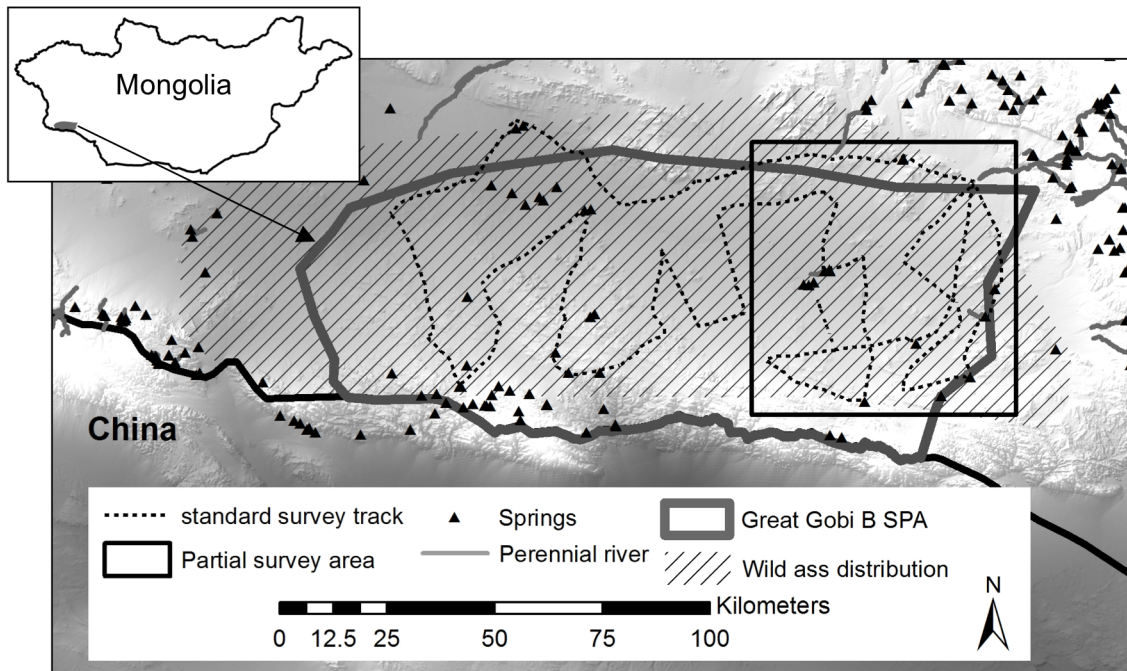 Mongolia
China
standard survey track
Springs
Great Gobi B SPA
Partial survey area
Perennial river
Wild ass distribution
Kilometers
0 12.5 25 50 75 100
N